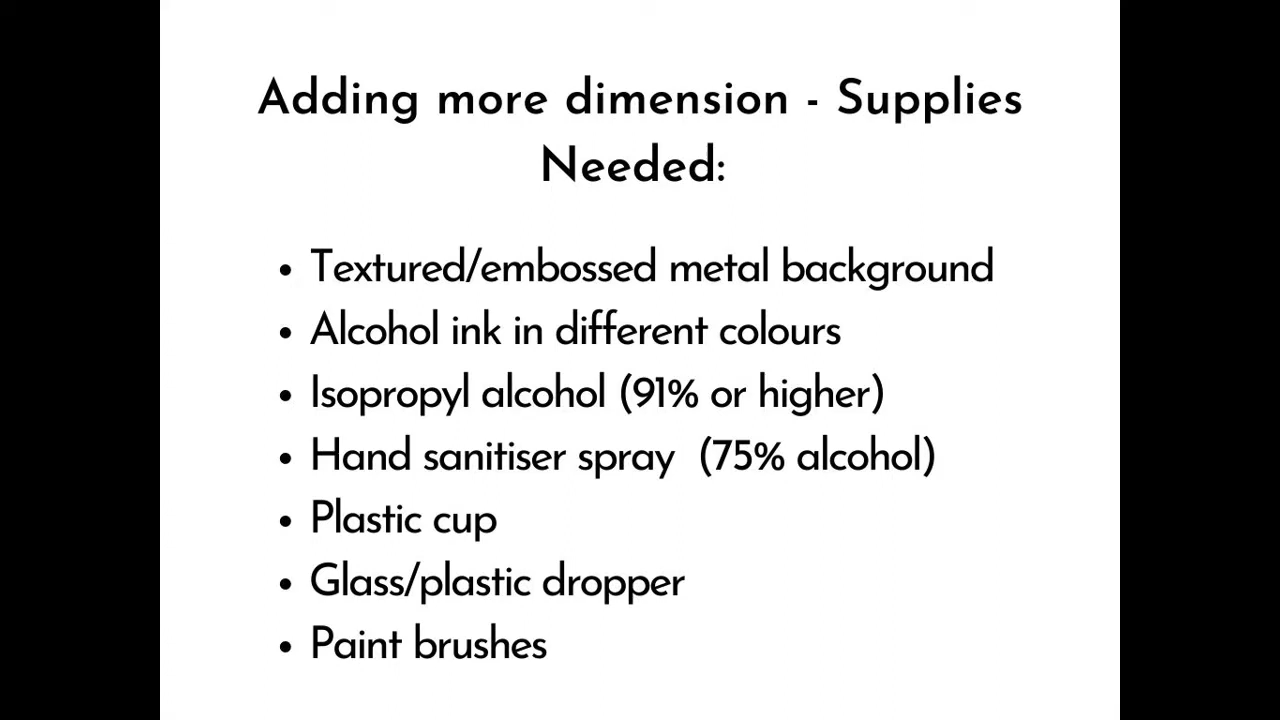 Adding more dimension - Supplies
Needed:
• Textured/embossed metal background
• Alcohol ink in different colours
• Isopropyl alcohol (91% or higher)
• Hand sanitiser spray  (75% alcohol)
• Plastic cup
• Glass/plastic dropper
• Paint brushes